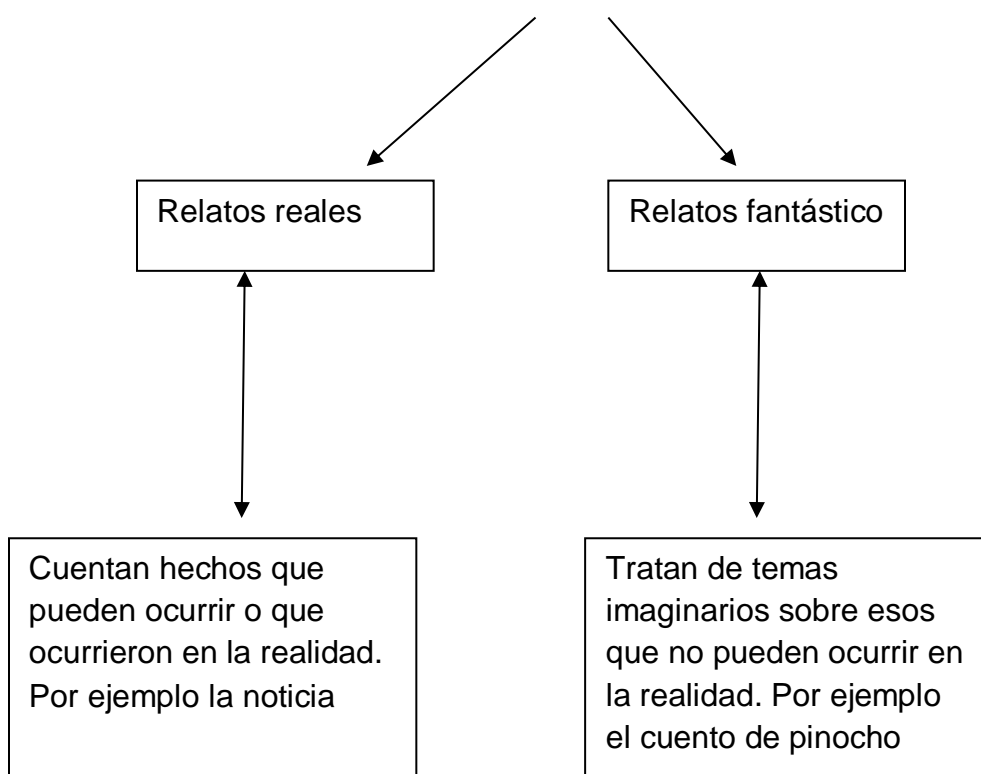 Relatos reales
Relatos fantástico
Cuentan hechos que
pueden ocurrir o que
ocurrieron en la realidad.
Por ejemplo la noticia
Tratan de temas
imaginarios sobre esos
que no pueden ocurrir en
la realidad. Por ejemplo
el cuento de pinocho